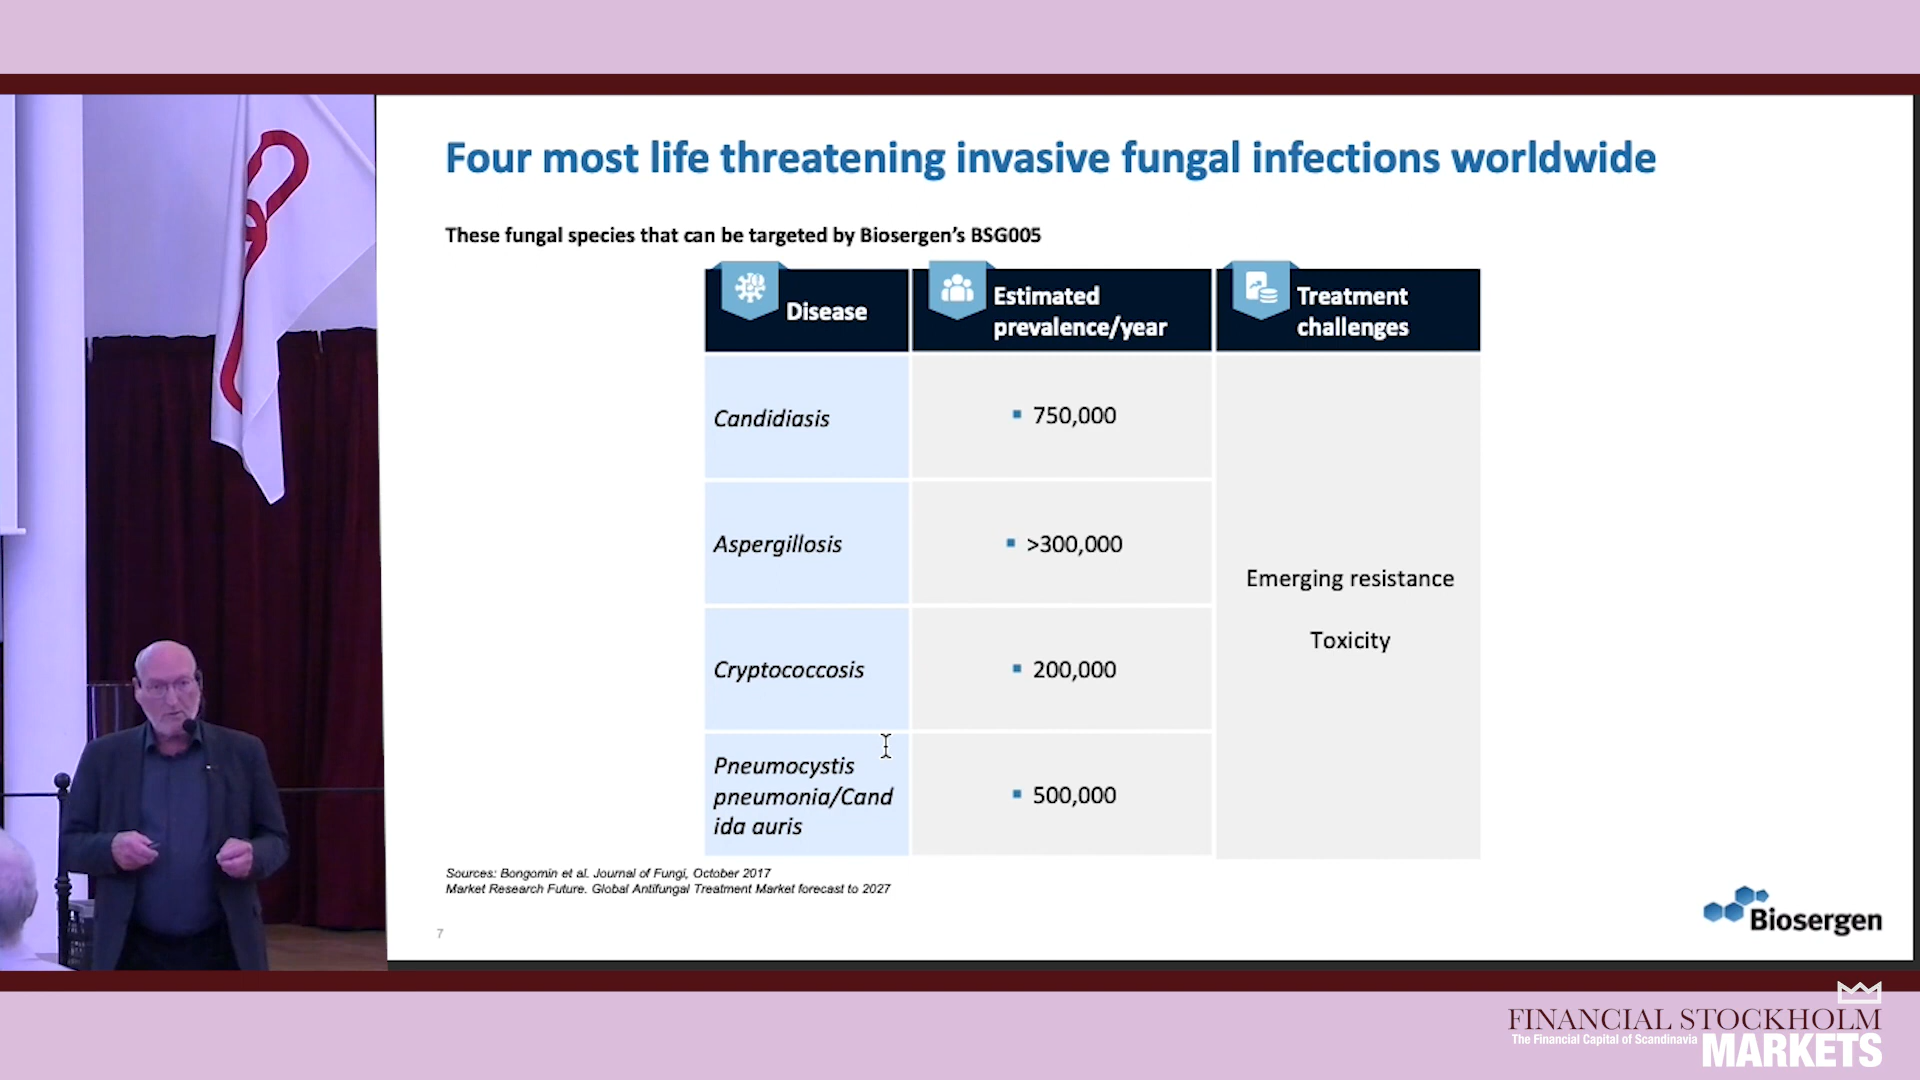 Four most life threatening invasive fungal infections worldwide
These fungal species that can be targeted by Biosergen’s BSG005
Disease
Estimated
prevalence/year
Treatment
challenges
Candidiasis
▪ 750,000
Aspergillosis
▪ >300,000
Cryptococcosis
▪ 200,000
Pneumocystis
pneumonia/Cand
ida auris
▪ 500,000
Emerging resistance
Toxicity
Sources: Bongomin et al. Journal of Fungi, October 2017
Market Research Future. Global Antifungal Treatment Market forecast to 2027
7
Biosergen
FINANCIAL STOCKHOLM
The Financial Capital of Scandinavia
MARKETS